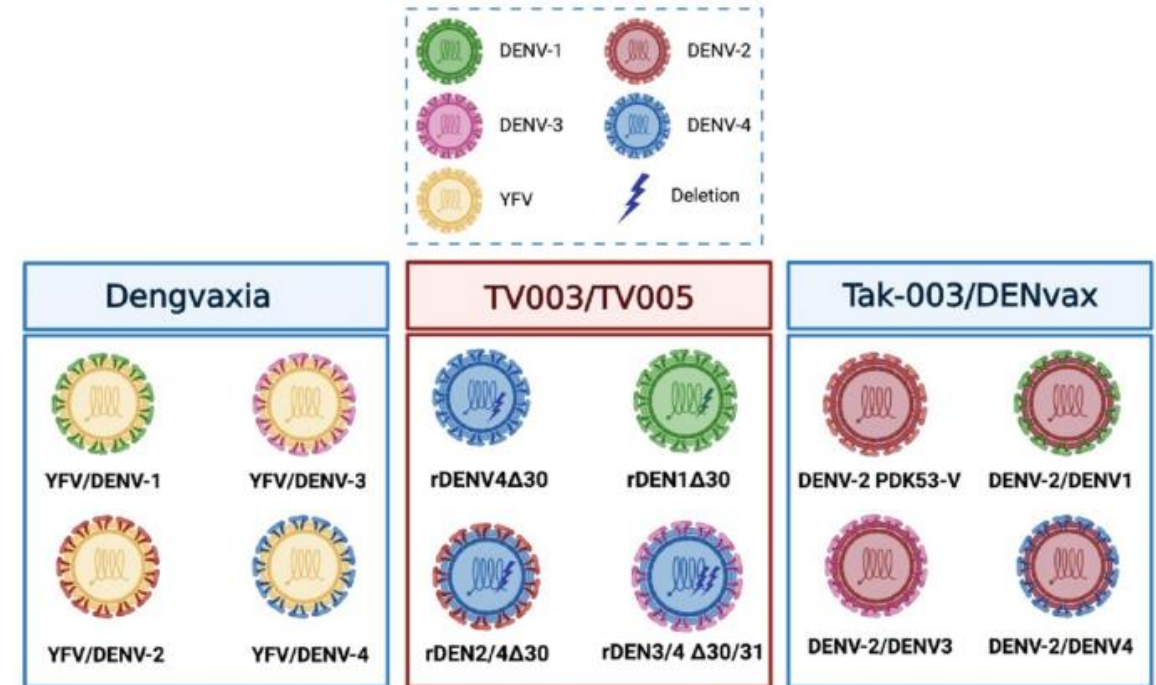 DENV-1 DENV-2
DENV-3 DENV-4
YFV Deletion
Dengvaxia
YFV/DENV-1 YFV/DENV-3
YFV/DENV-2 YFV/DENV-4
TV003/TV005
rDENV4Δ30 rDEN1Δ30
rDEN2/4Δ30 rDEN3/4 Δ30/31
Tak-003/DENvax
DENV-2 PDK53-V DENV-2/DENV1
DENV-2/DENV3 DENV-2/DENV4